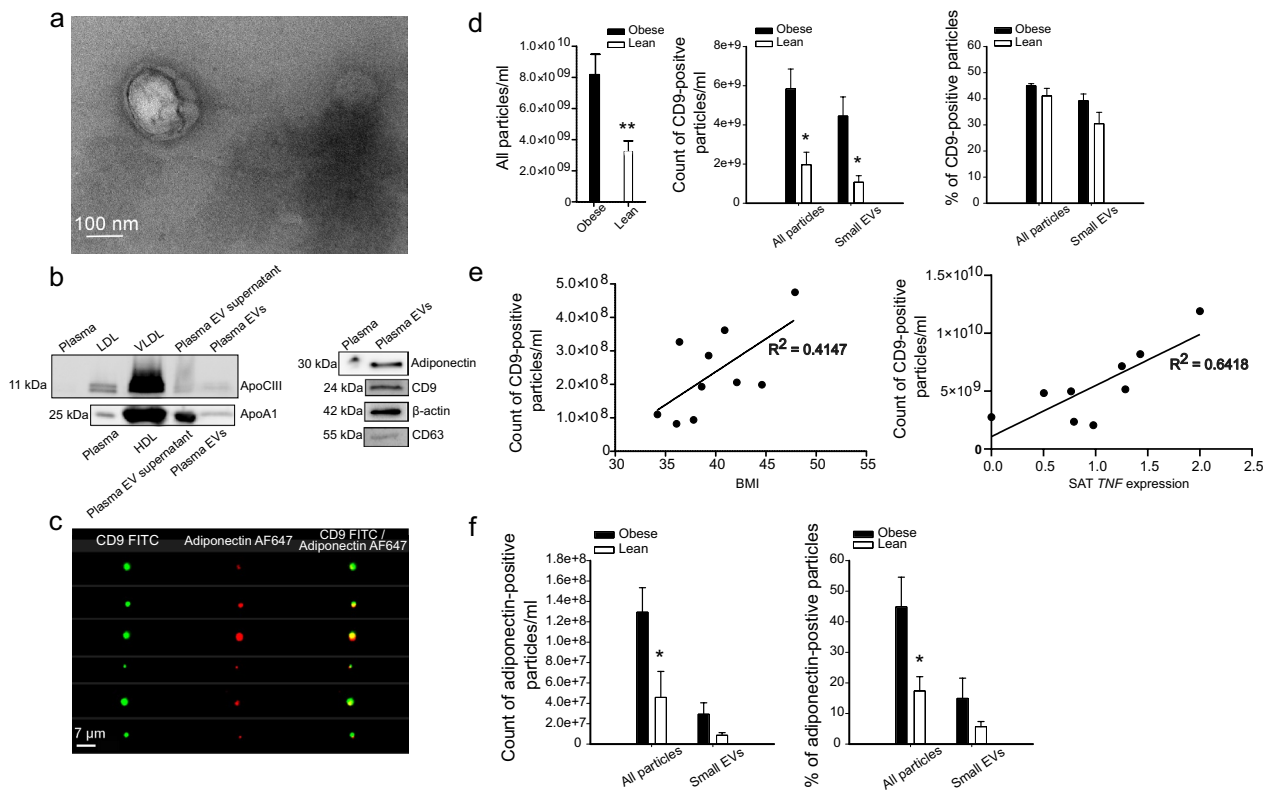 a
100 nm
b
Plasma
LDL
VLDL
Plasma EV supernatant
Plasma EVs
11 kDa
ApoCIII
25 kDa
ApoA1
Plasma
HDL
Plasma EV supernatant
Plasma EVs
Plasma
Plasma EVs
30 kDa
Adiponectin
24 kDa
CD9
42 kDa
β-actin
55 kDa
CD63
c
CD9 FITC
Adiponectin AF647
CD9 FITC /
Adiponectin AF647
7 µm
d
Obese
Lean
All particles/ml
1.0×10 10
8.0×10 09
6.0×10 09
4.0×10 09
2.0×10 09
0
**
Obese
Lean
Obese
Lean
Count of CD9-positive
particles/ml
8e+9
6e+9
4e+9
2e+9
0
*
*
All particles
Small EVs
Obese
Lean
% of CD9-positive particles
60
50
40
30
20
10
0
All particles
Small EVs
e
Count of CD9-positive
particles/ml
5.0×10 8
4.0×10 8
3.0×10 8
2.0×10 8
1.0×10 8
0
R2 = 0.4147
30 35 40 45 50 55
BMI
Count of CD9-positive
particles/ml
1.5×10 10
1×10 10
5×10 9
0
R2 = 0.6418
0.0 0.5 1.0 1.5 2.0 2.5
SAT TNF expression
f
Obese
Lean
Count of adiponectin-positive
particles/ml
1.8e+8
1.6e+8
1.4e+8
1.2e+8
1.0e+8
8.0e+7
6.0e+7
4.0e+7
2.0e+7
0
*
All particles
Small EVs
Obese
Lean
% of adiponectin-postive particles
60
50
40
30
20
10
0
*
All particles
Small EVs